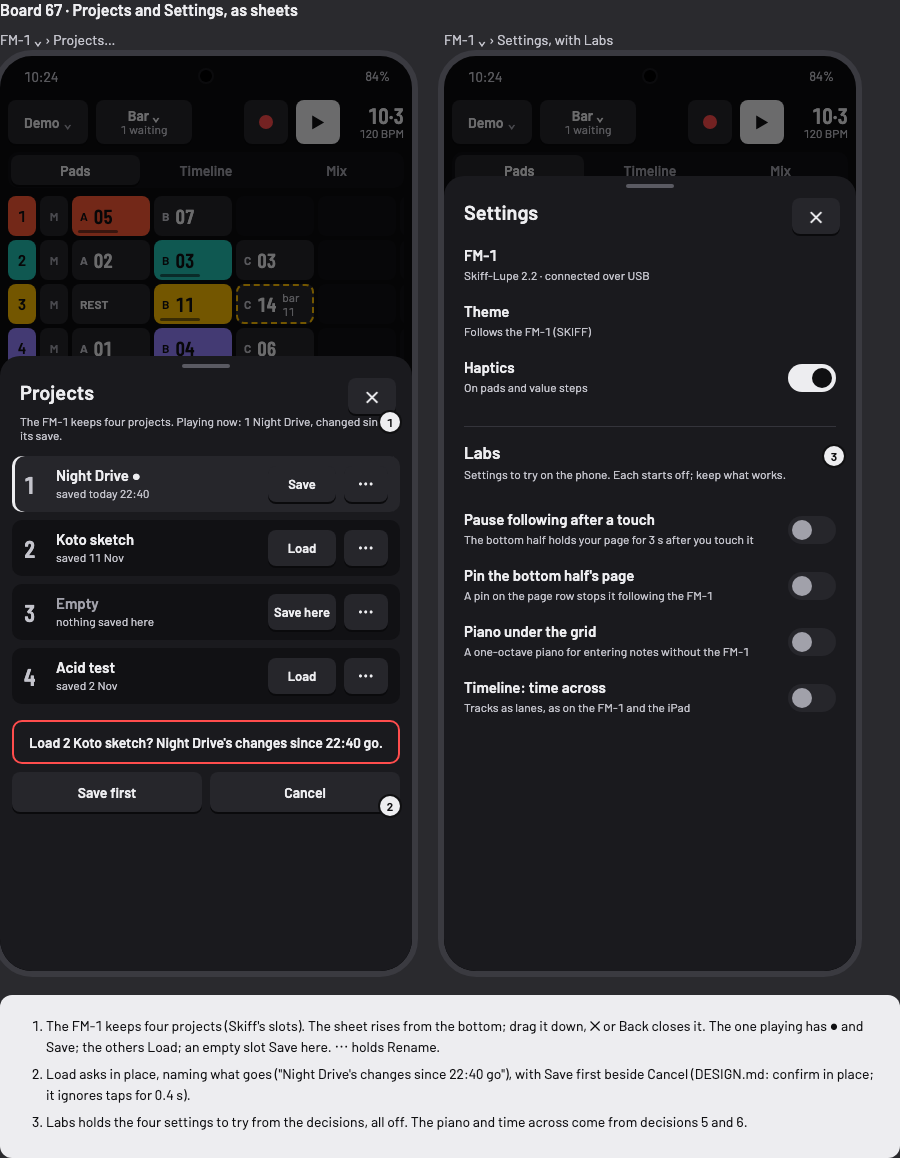 Board 67 · Projects and Settings, as sheets
FM-1 ⌄ › Projects...
10:24
84%
Demo ⌄
Bar ⌄
1 waiting
10·3
120 BPM
Pads
Timeline
Mix
1 M A 05 B 07
2 M A 02 B 03 C 03
3 M REST B 11 C 14 bar 11
4 M A 01 B 04 C 06
Projects
The FM-1 keeps four projects. Playing now: 1 Night Drive, changed sin
its save.
1
1 Night Drive ●
saved today 22:40
Save ···
2 Koto sketch
saved 11 Nov
Load ···
3 Empty
nothing saved here
Save here ···
4 Acid test
saved 2 Nov
Load ···
Load 2 Koto sketch? Night Drive's changes since 22:40 go.
Save first
Cancel
2
FM-1 ⌄ › Settings, with Labs
10:24
84%
Demo ⌄
Bar ⌄
1 waiting
10·3
120 BPM
Pads
Timeline
Mix
Settings
FM-1
Skiff-Lupe 2.2 · connected over USB
Theme
Follows the FM-1 (SKIFF)
Haptics
On pads and value steps
Labs
3
Settings to try on the phone. Each starts off; keep what works.
Pause following after a touch
The bottom half holds your page for 3 s after you touch it
Pin the bottom half's page
A pin on the page row stops it following the FM-1
Piano under the grid
A one-octave piano for entering notes without the FM-1
Timeline: time across
Tracks as lanes, as on the FM-1 and the iPad
1. The FM-1 keeps four projects (Skiff's slots). The sheet rises from the bottom; drag it down, ✕ or Back closes it. The one playing has ● and
Save; the others Load; an empty slot Save here. ··· holds Rename.
2. Load asks in place, naming what goes ("Night Drive's changes since 22:40 go"), with Save first beside Cancel (DESIGN.md: confirm in place;
it ignores taps for 0.4 s).
3. Labs holds the four settings to try from the decisions, all off. The piano and time across come from decisions 5 and 6.